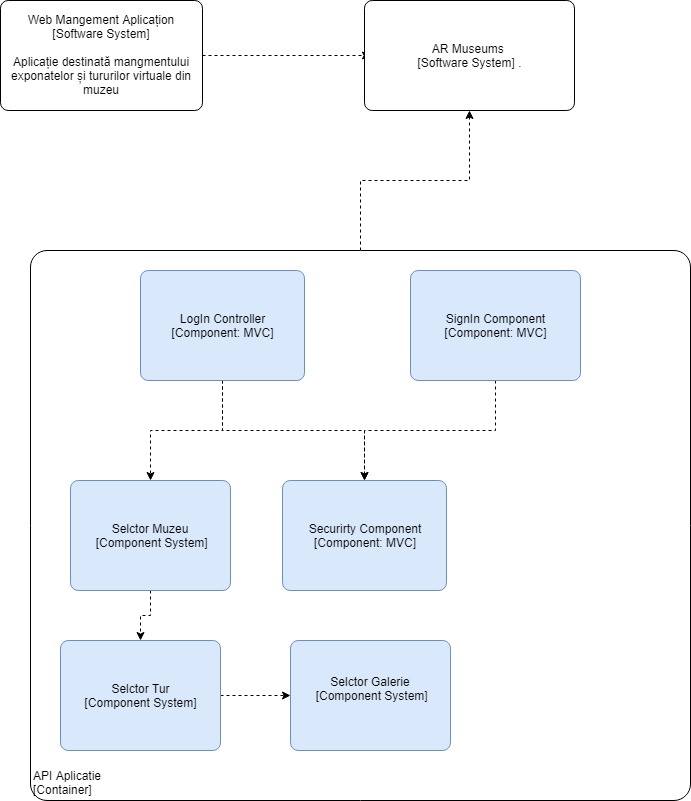 Web Mangement Aplicațion
[Software System]
Aplicație destinată mangmentului
exponatelor și tururilor virtuale din
muzeu
AR Museums
[Software System] .
LogIn Controller
[Component: MVC]
SignIn Component
[Component: MVC]
Selctor Muzeu
[Component System]
Securirty Component
[Component: MVC]
Selctor Tur
[Component System]
Selctor Galerie
[Component System]
API Aplicatie
[Container]